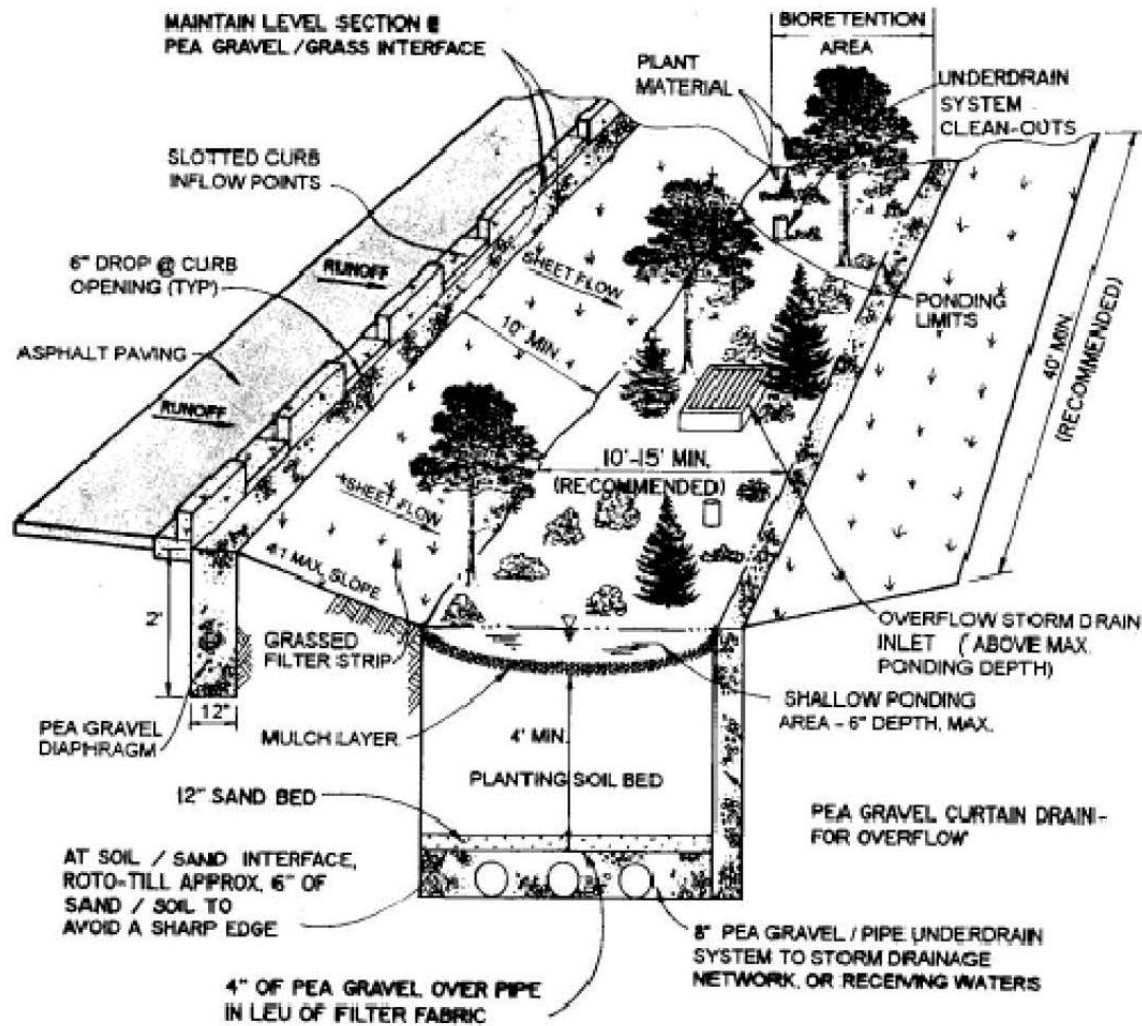 MAINTAIN LEVEL SECTION @
PEA GRAVEL/GRASS INTERFACE
BIORETENTION
AREA
PLANT
MATERIAL
UNDERDRAIN
SYSTEM
CLEAN-OUTS
SLOTTED CURB
INFLOW POINTS
6" DROP @ CURB
OPENING (TYP)
ASPHALT PAVING
RUNOFF
RUNOFF
SHEET FLOW
SHEET FLOW
10' MIN.
PONDING
LIMITS
40' MIN.
(RECOMMENDED)
10'-15' MIN.
(RECOMMENDED)
4:1 MAX. SLOPE
2'
12"
GRASSED
FILTER STRIP
OVERFLOW STORM DRAIN
INLET (ABOVE MAX.
PONDING DEPTH)
SHALLOW PONDING
AREA - 6" DEPTH, MAX.
PEA GRAVEL
DIAPHRAGM
MULCH LAYER
4' MIN.
PLANTING SOIL BED
12" SAND BED
PEA GRAVEL CURTAIN DRAIN-
FOR OVERFLOW
AT SOIL / SAND INTERFACE,
ROTO-TILL APPROX. 6" OF
SAND / SOIL TO
AVOID A SHARP EDGE
8" PEA GRAVEL / PIPE UNDERDRAIN
SYSTEM TO STORM DRAINAGE
NETWORK, OR RECEIVING WATERS
4" OF PEA GRAVEL OVER PIPE
IN LEU OF FILTER FABRIC